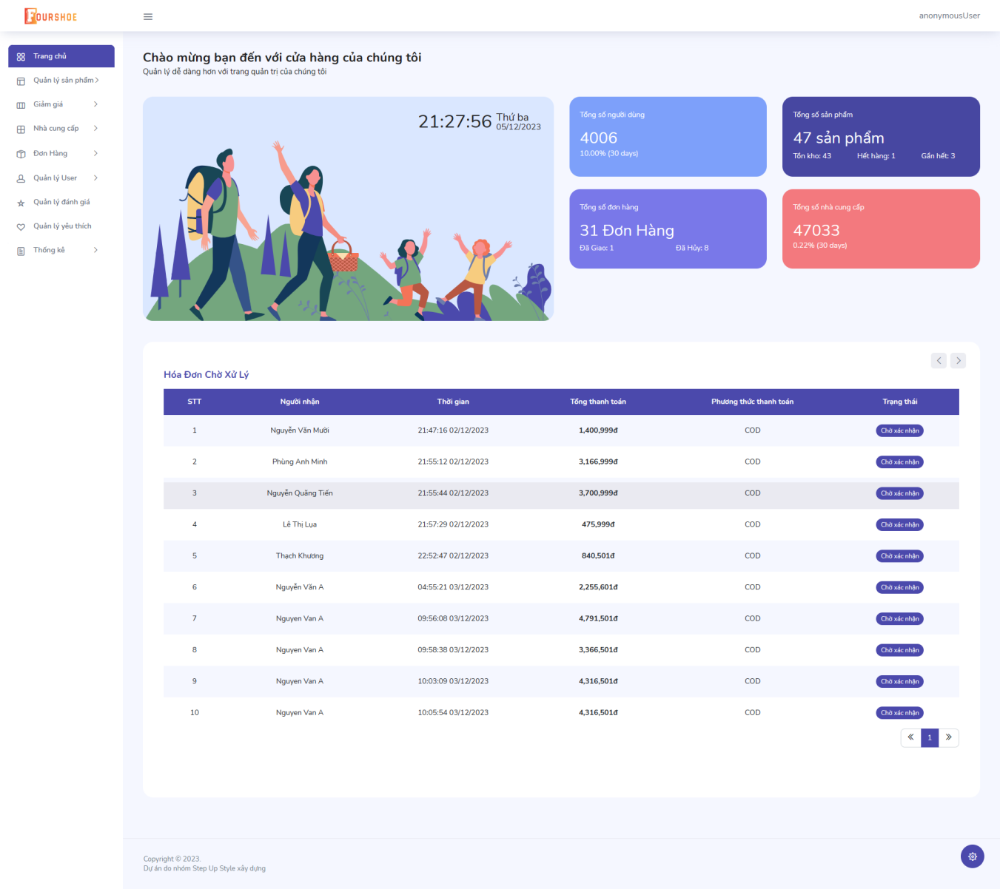 FOURSHOE
anonymousUser
Trang chủ
Quản lý sản phẩm
Giảm giá
Nhà cung cấp
Đơn Hàng
Quản lý User
Quản lý đánh giá
Quản lý yêu thích
Thống kê
Chào mừng bạn đến với cửa hàng của chúng tôi
Quản lý dễ dàng hơn với trang quản trị của chúng tôi
21:27:56 Thứ ba
05/12/2023
Tổng số người dùng
4006
10.00% (30 days)
Tổng số sản phẩm
47 sản phẩm
Tồn kho: 43 Hết hàng: 1 Gần hết: 3
Tổng số đơn hàng
31 Đơn Hàng
Đã Giao: 1 Đã Hủy: 8
Tổng số nhà cung cấp
47033
0.22% (30 days)
Hóa Đơn Chờ Xử Lý
STT Người nhận Thời gian Tổng thanh toán Phương thức thanh toán Trạng thái
1 Nguyễn Văn Mười 21:47:16 02/12/2023 1,400,999đ COD Chờ xác nhận
2 Phùng Anh Minh 21:55:12 02/12/2023 3,166,999đ COD Chờ xác nhận
3 Nguyễn Quãng Tiến 21:55:44 02/12/2023 3,700,999đ COD Chờ xác nhận
4 Lê Thị Lụa 21:57:29 02/12/2023 475,999đ COD Chờ xác nhận
5 Thạch Khương 22:52:47 02/12/2023 840,501đ COD Chờ xác nhận
6 Nguyễn Văn A 04:55:21 03/12/2023 2,255,601đ COD Chờ xác nhận
7 Nguyen Van A 09:56:08 03/12/2023 4,791,501đ COD Chờ xác nhận
8 Nguyen Van A 09:58:38 03/12/2023 3,366,501đ COD Chờ xác nhận
9 Nguyen Van A 10:03:09 03/12/2023 4,316,501đ COD Chờ xác nhận
10 Nguyen Van A 10:05:54 03/12/2023 4,316,501đ COD Chờ xác nhận
« 1 »
Copyright © 2023.
Dự án do nhóm Step Up Style xây dựng